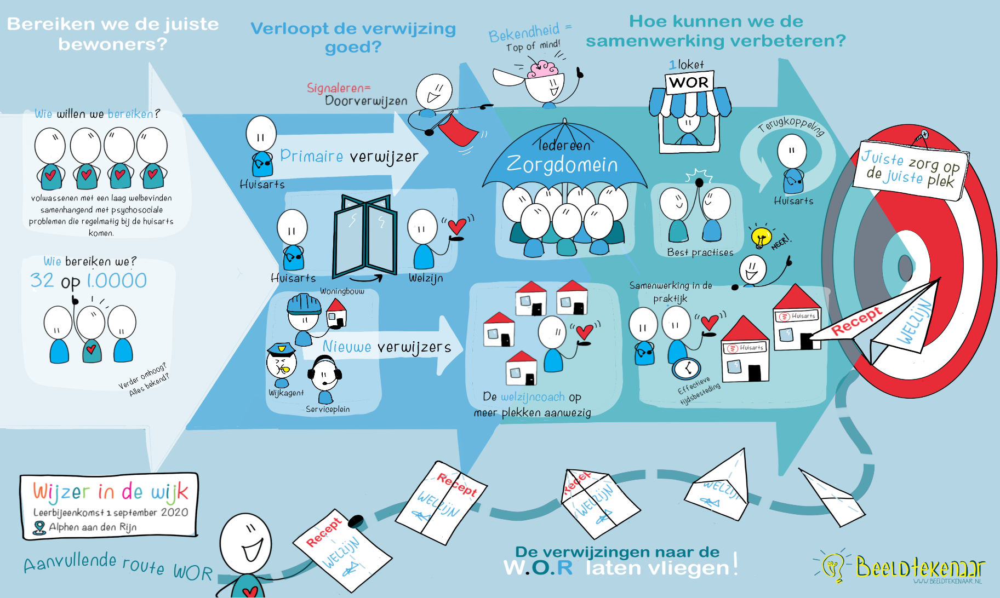 Bereiken we de juiste
bewoners?
Wie willen we bereiken?
volwassenen met een laag welbevinden
samenhangend met psychosociale
problemen die regelmatig bij de huisarts
komen.
Wie bereiken we?
32 op 1.0000
Verder omhoog?
Alles bekend?
Verloopt de verwijzing
goed?
Signaleren=
Doorverwijzen
Huisarts
Primaire verwijzer
Huisarts
Welzijn
Woningbouw
Nieuwe verwijzers
Wijkagent
Serviceplein
Bekendheid =
Top of mind!
Hoe kunnen we de
samenwerking verbeteren?
1 loket
WOR
Iedereen
Zorgdomein
Terugkoppeling
Huisarts
Best practises
MEER!
De welzijncoach op
meer plekken aanwezig
Samenwerking in de
praktijk
Effectieve
tijdsbesteding
Huisarts
Huisarts
Juiste zorg op
de juiste plek
Recept
WELZIJN
Wijzer in de wijk
Leerbijeenkomst 1 september 2020
Alphen aan den Rijn
Aanvullende route WOR
Recept
WELZIJN
Recept
WELZIJN
Recep
WELZIJN
WELZIJ
De verwijzingen naar de
W.O.R laten vliegen!
BEELDTEKENAAR
WWW.BEELDTEKENAAR.NL